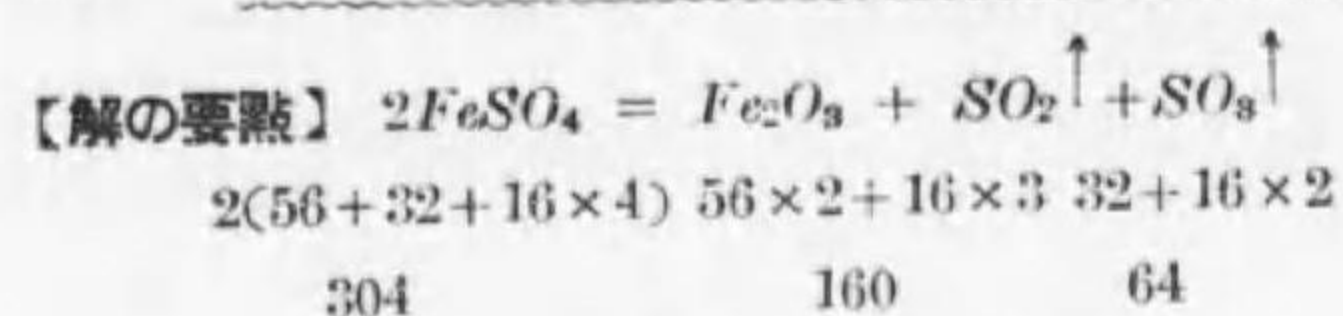 【解の要點】 2FeSO₄ = Fe₂O₃ + SO₂↑ + SO₃↑
2(56+32+16×4) 56×2+16×3 32+16×2
304 160 64